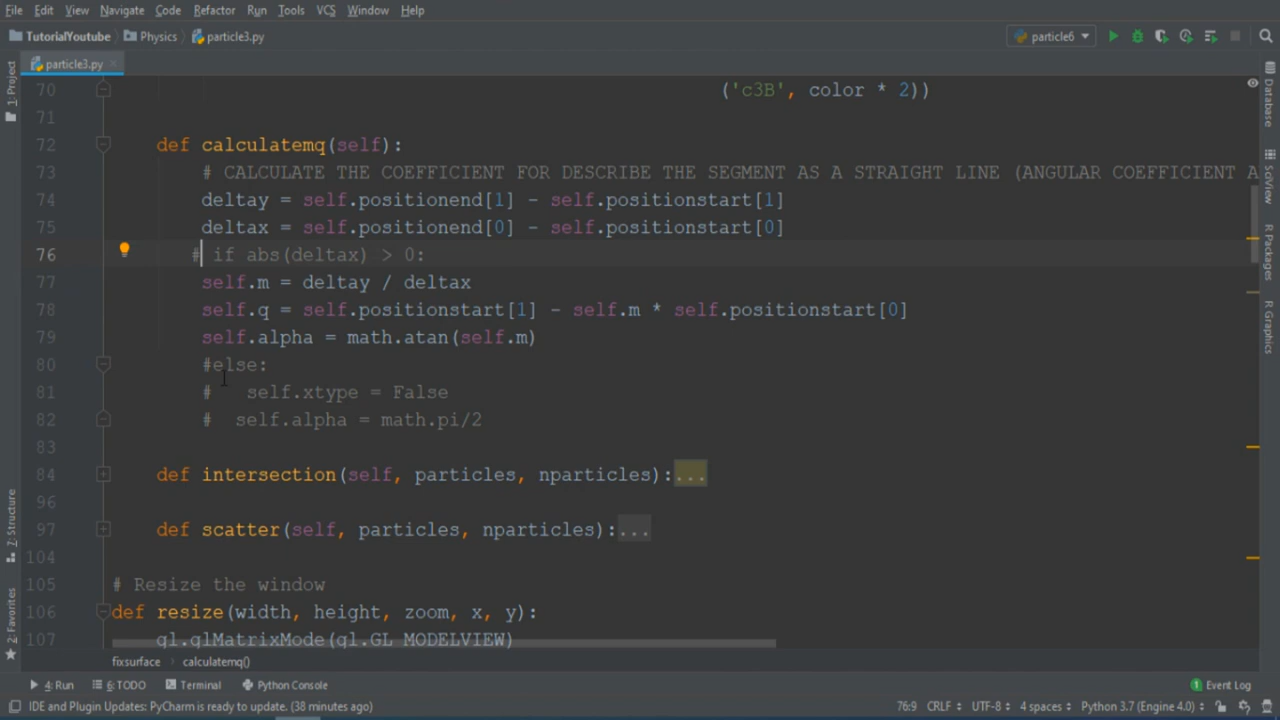 File Edit View Navigate Code Refactor Run Tools VCS Window Help
TutorialYoutube Physics particle3.py particle6
particle3.py
70 ('c3B', color * 2))
71
72 def calculatemq(self):
73 # CALCULATE THE COEFFICIENT FOR DESCRIBE THE SEGMENT AS A STRAIGHT LINE (ANGULAR COEFFICIENT A
74 deltay = self.positionend[1] - self.positionstart[1]
75 deltax = self.positionend[0] - self.positionstart[0]
76 # if abs(deltax) > 0:
77 self.m = deltay / deltax
78 self.q = self.positionstart[1] - self.m * self.positionstart[0]
79 self.alpha = math.atan(self.m)
80 #else:
81 # self.xtype = False
82 # self.alpha = math.pi/2
83
84 def intersection(self, particles, nparticles):...
96
97 def scatter(self, particles, nparticles):...
104
105 # Resize the window
106 def resize(width, height, zoom, x, y):
107 gl.glMatrixMode(gl.GL_MODELVIEW)
fixsurface calculatemq()
1: Project
7: Structure
2: Favorites
Database
SciView
R Packages
R Graphics
4: Run 6: TODO Terminal Python Console 1 Event Log
IDE and Plugin Updates: PyCharm is ready to update. (38 minutes ago) 76:9 CRLF UTF-8 4 spaces Python 3.7 (Engine 4.0)